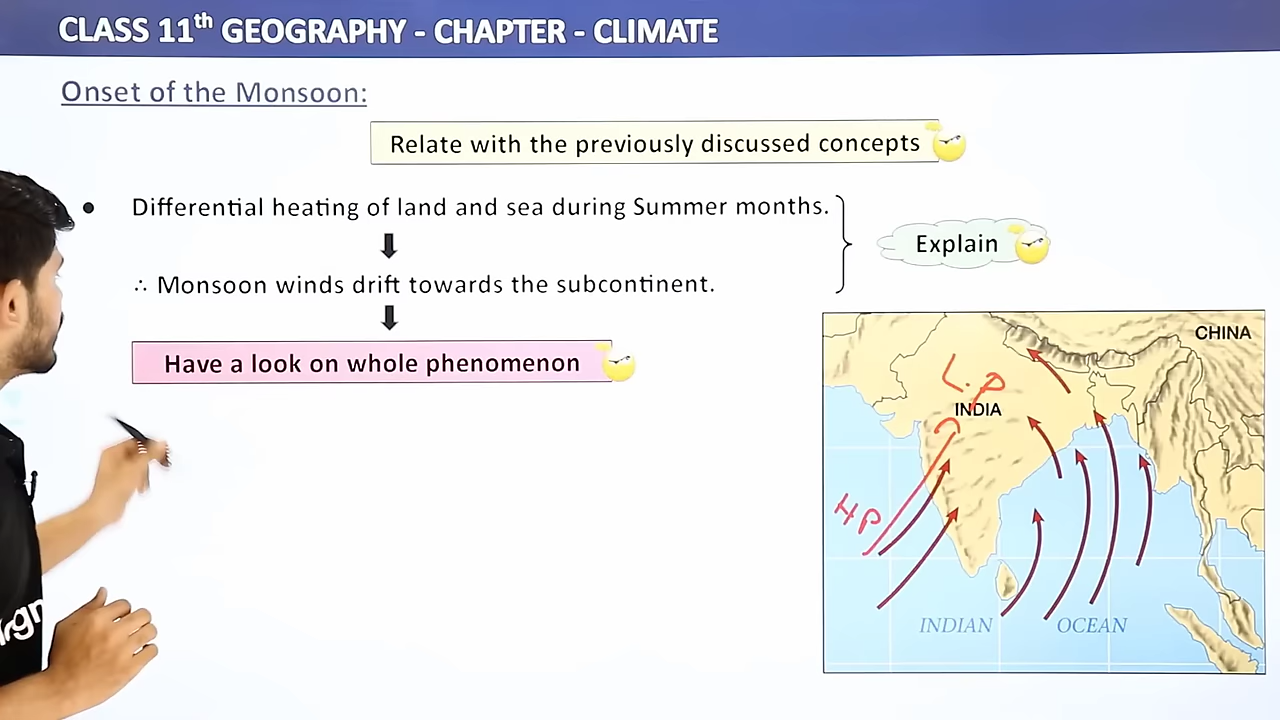 CLASS 11th GEOGRAPHY - CHAPTER - CLIMATE
Onset of the Monsoon:
Relate with the previously discussed concepts
• Differential heating of land and sea during Summer months.
Explain
∴ Monsoon winds drift towards the subcontinent.
Have a look on whole phenomenon
CHINA
L.P
INDIA
HP
INDIAN OCEAN